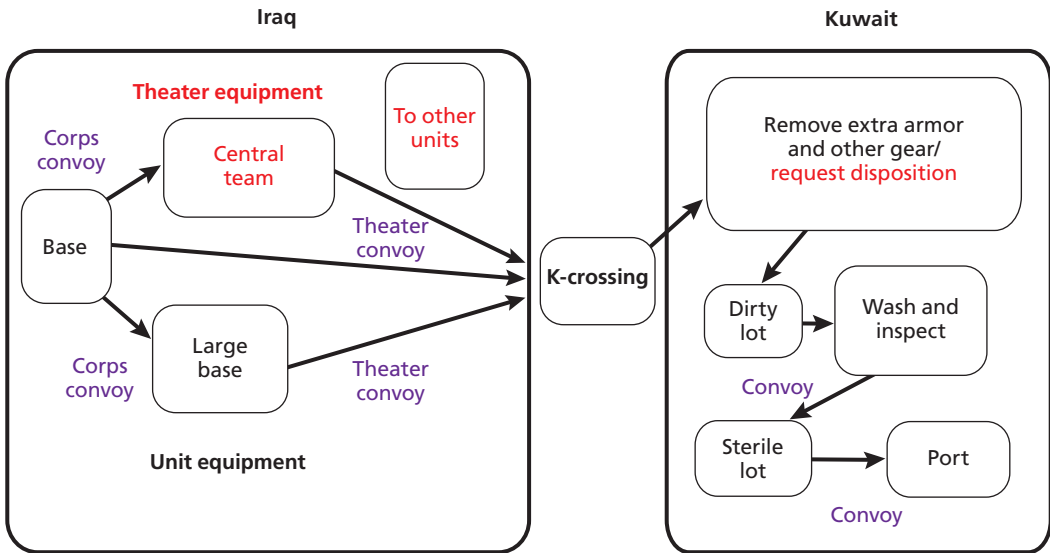 Iraq
Kuwait
Theater equipment
To other
units
Corps
convoy
Central
team
Base
Theater
convoy
Corps
convoy
Large
base
Theater
convoy
Unit equipment
K-crossing
Remove extra armor
and other gear/
request disposition
Dirty
lot
Wash and
inspect
Convoy
Sterile
lot
Port
Convoy